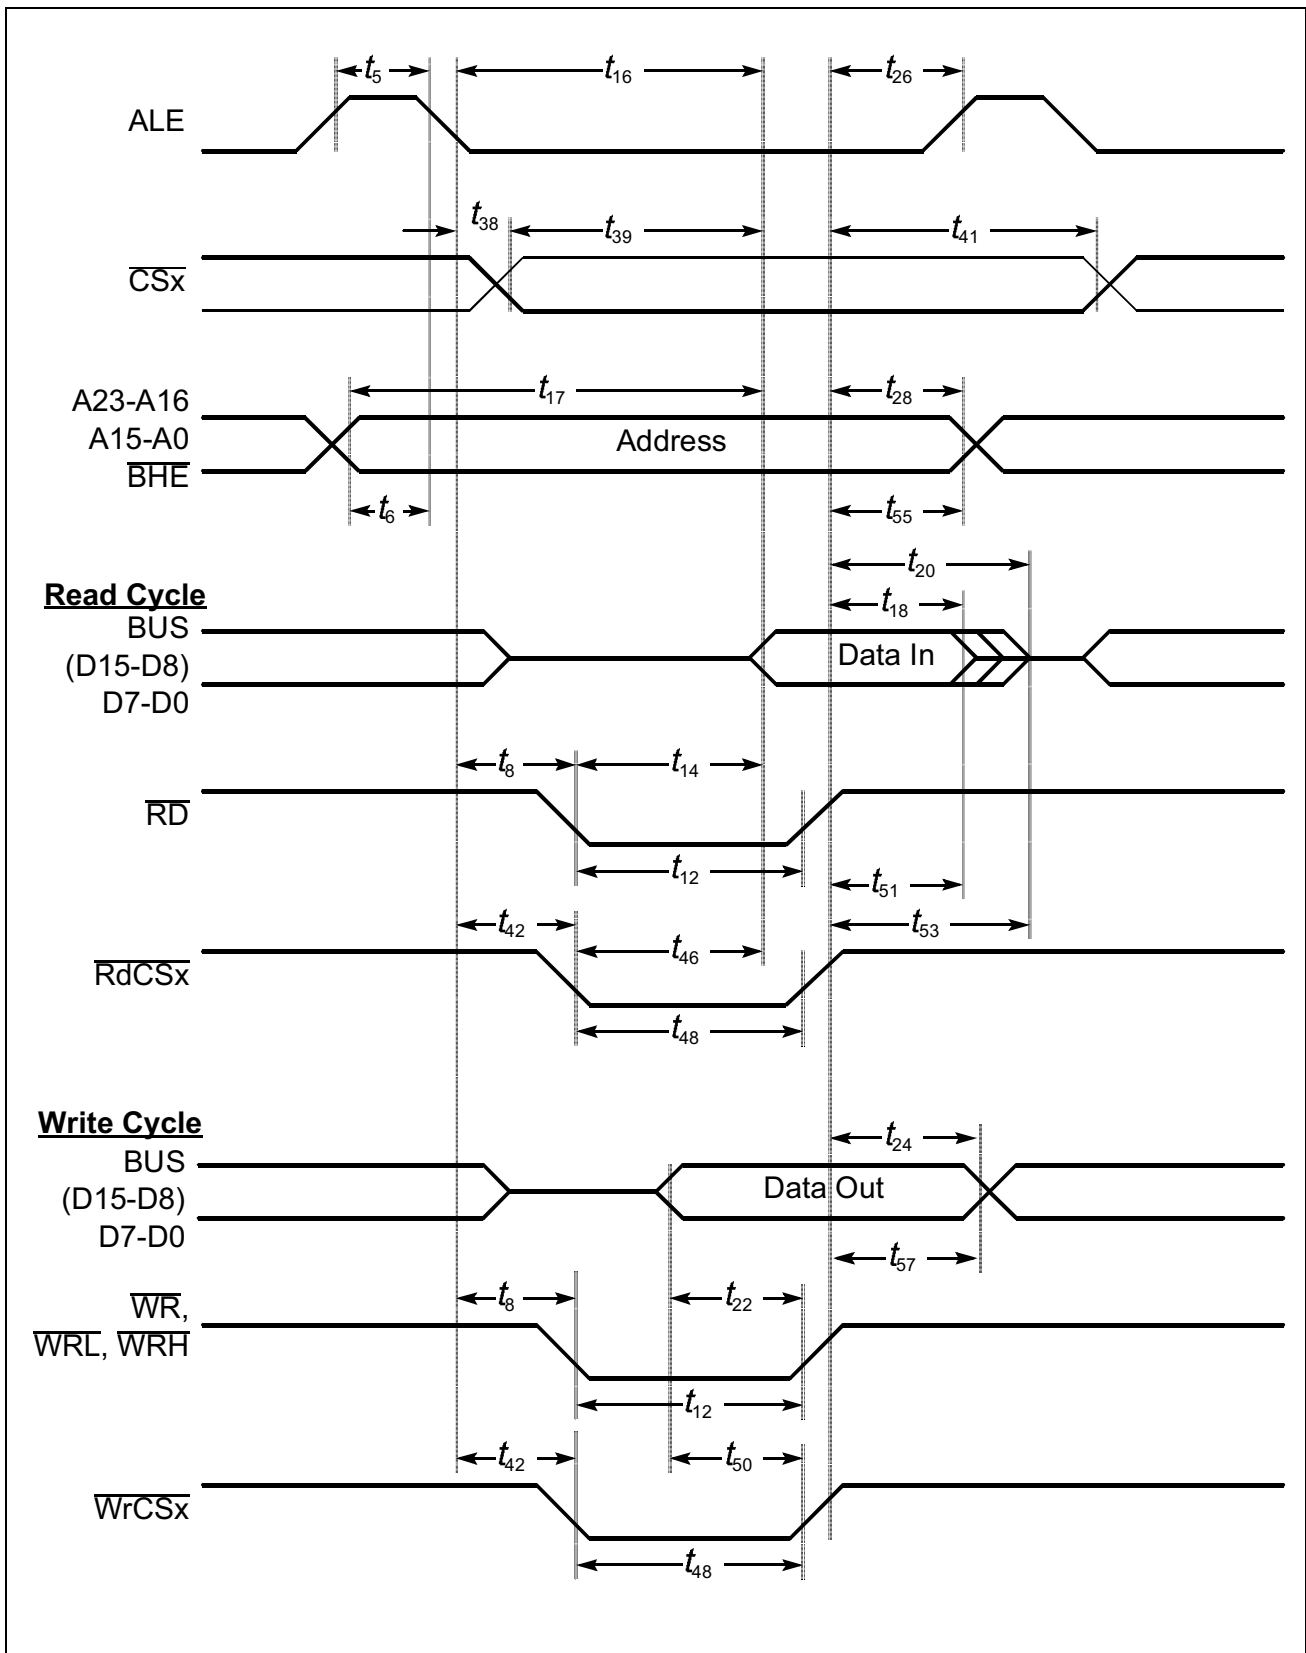 t5 t16 t26
ALE
t38 t39 t41
CSx
A23-A16 t17 t28
A15-A0 Address
BHE
t6 t55
t20
Read Cycle t18
BUS
(D15-D8) Data In
D7-D0
t8 t14
RD
t12 t51
t42 t46 t53
RdCSx
t48
Write Cycle
t24
BUS
(D15-D8) Data Out
D7-D0
t57
t8 t22
WR,
WRL, WRH
t12
t42 t50
WrCSx
t48